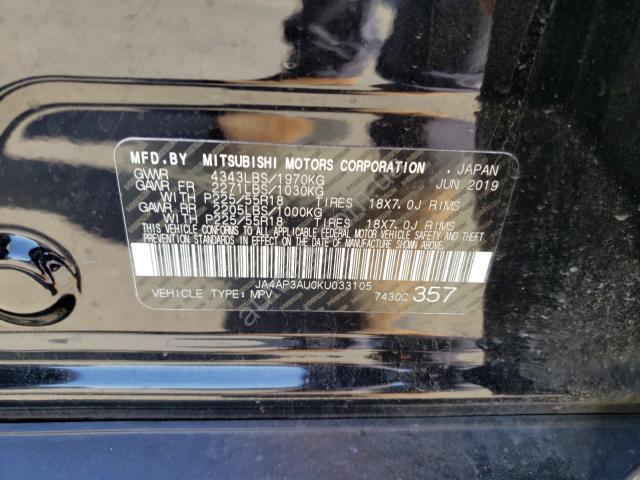 MFD.BY MITSUBISHI MOTORS CORPORATION , JAPAN
GVWR 4343LBS/1970KG JUN 2019
GAWR FR 2271LBS/1030KG
WITH P225/55R18 TIRES 18X7.0J RIMS
GAWR RR 2205LBS/1000KG
WITH P225/55R18 TIRES 18X7.0J RIMS
THIS VEHICLE CONFORMS TO ALL APPLICABLE FEDERAL MOTOR VEHICLE SAFETY AND THEFT
PREVENTION STANDARDS IN EFFECT ON THE DATE OF MANUFACTURE SHOWN ABOVE.
JA4AP3AU0KU033105
VEHICLE TYPE: MPV 7430C 357